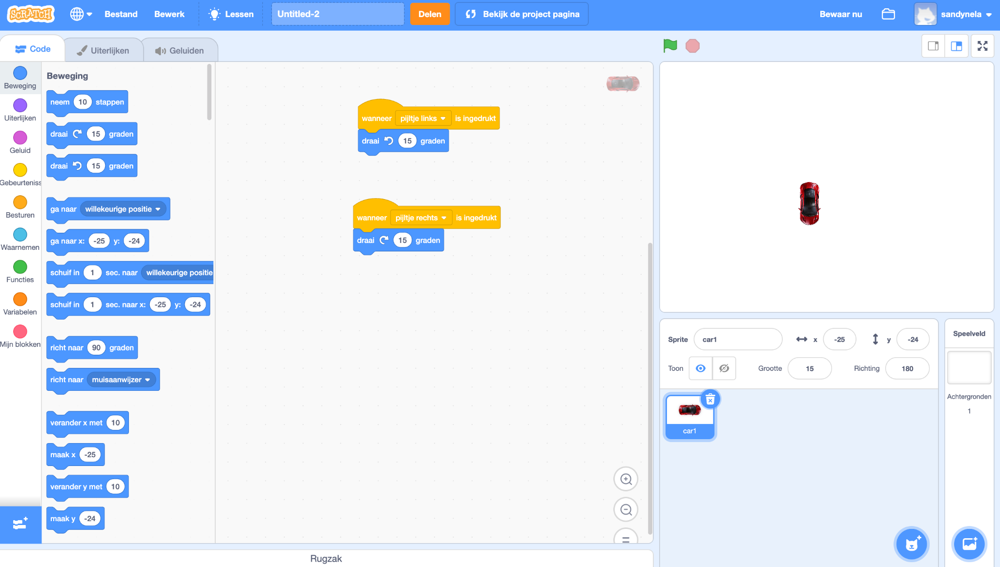 SCRATCH Bestand Bewerk Lessen Untitled-2 Delen Bekijk de project pagina Bewaar nu sandynela
Code Uiterlijken Geluiden
Beweging
Uiterlijken
Geluid
Gebeurteniss
Besturen
Waarnemen
Functies
Variabelen
Mijn blokken
Beweging
neem 10 stappen
draai 15 graden
draai 15 graden
ga naar willekeurige positie
ga naar x: -25 y: -24
schuif in 1 sec. naar willekeurige positie
schuif in 1 sec. naar x: -25 y: -24
richt naar 90 graden
richt naar muisaanwijzer
verander x met 10
maak x -25
verander y met 10
maak y -24
wanneer pijltje links is ingedrukt
draai 15 graden
wanneer pijltje rechts is ingedrukt
draai 15 graden
Rugzak
Sprite car1 x -25 y -24
Toon Grootte 15 Richting 180
car1
Speelveld
Achtergronden
1